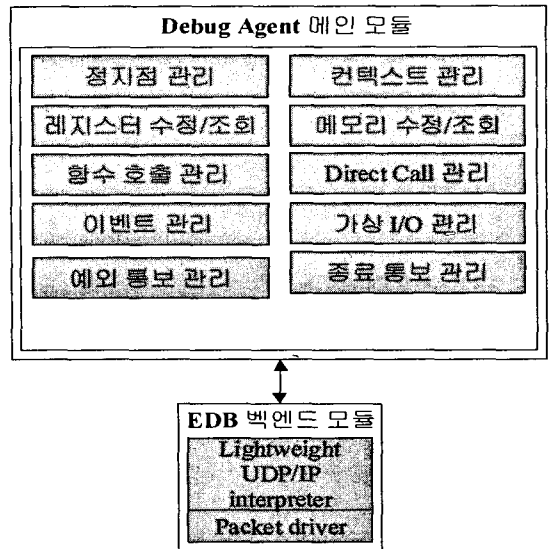 Debug Agent 메인 모듈
정지점 관리
컨텍스트 관리
레지스터 수정/조회
메모리 수정/조회
함수 호출 관리
Direct Call 관리
이벤트 관리
가상 I/O 관리
예외 통보 관리
종료 통보 관리
EDB 벡엔드 모듈
Lightweight
UDP/IP
interpreter
Packet driver